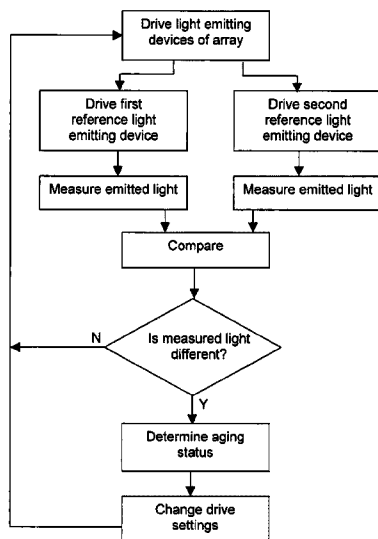 Drive light emitting
devices of array
Drive first
reference light
emitting device
Drive second
reference light
emitting device
Measure emitted light
Measure emitted light
Compare
Is measured light
different?
N
Y
Determine aging
status
Change drive
settings